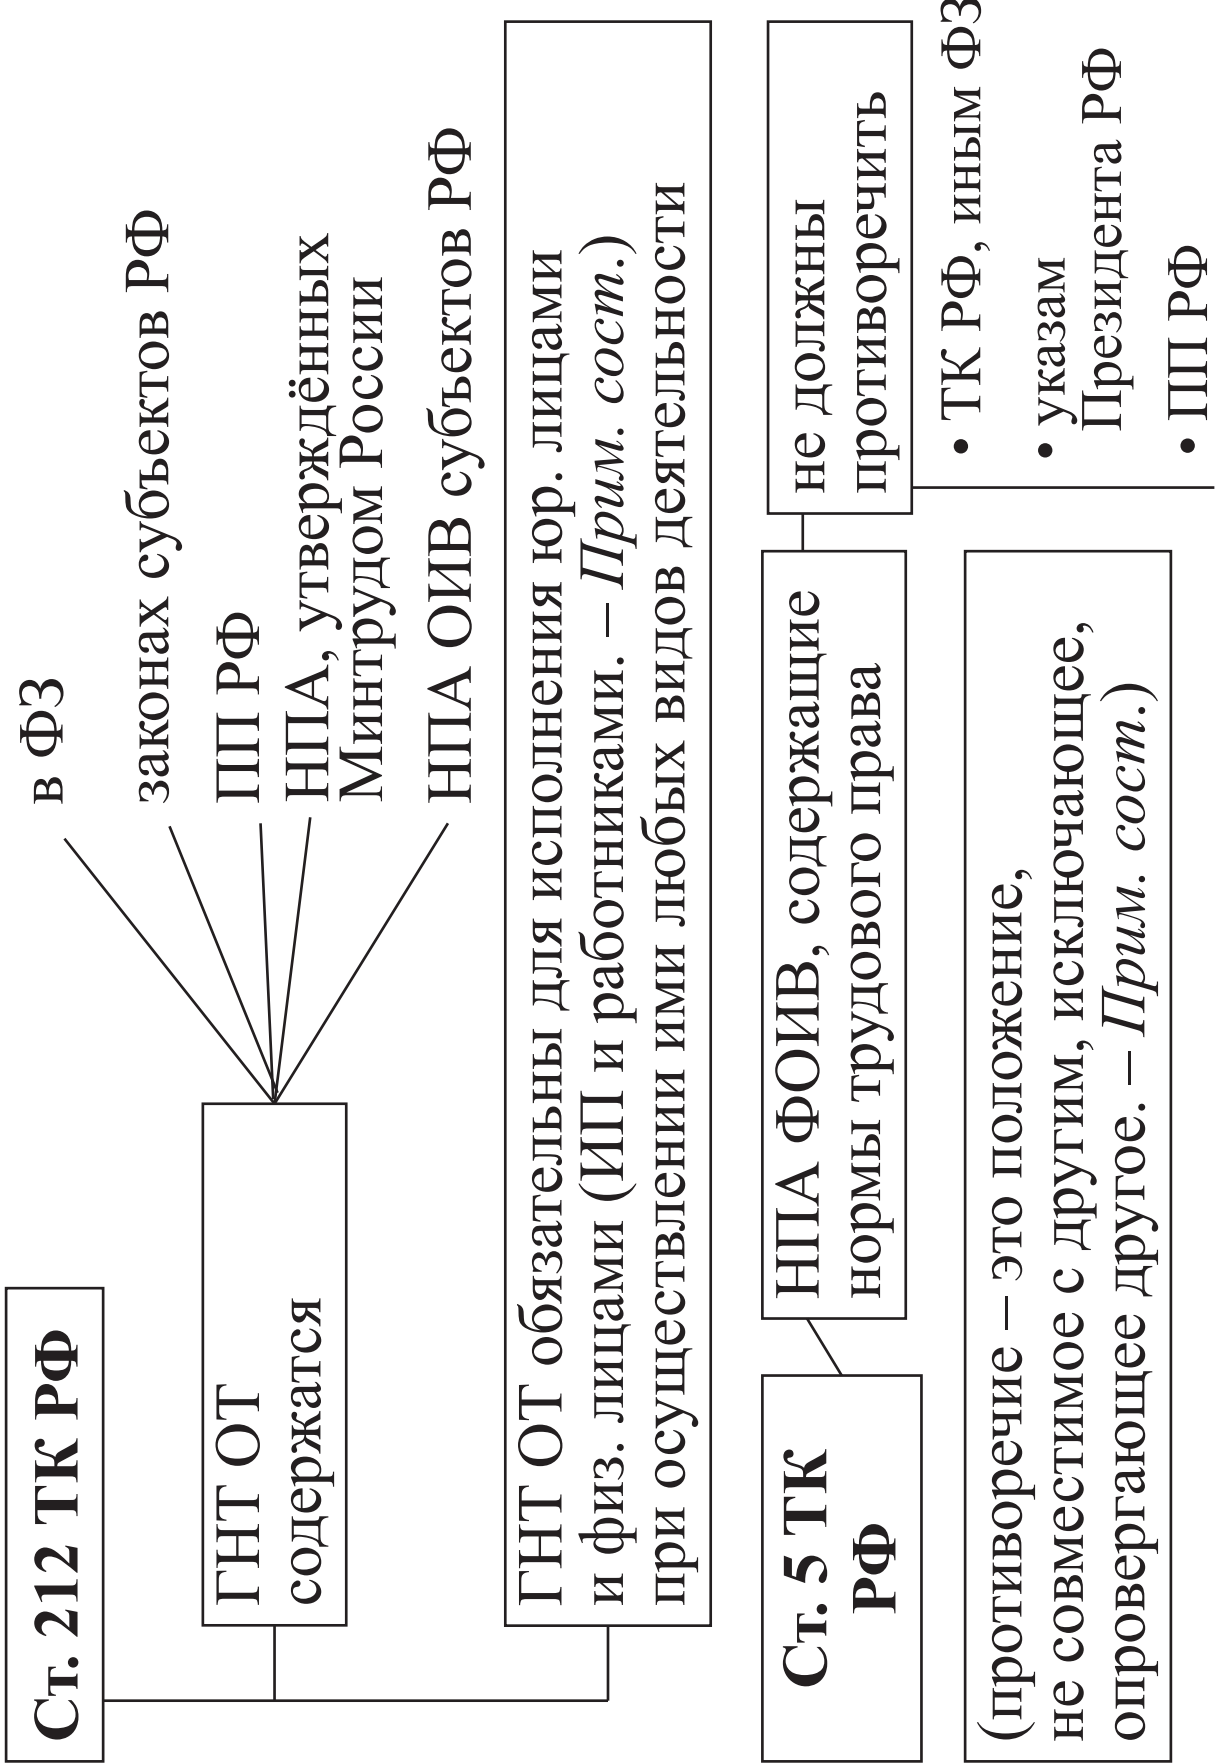 Ст. 212 ТК РФ
ГНТ ОТ
содержатся
в ФЗ
законах субъектов РФ
ПП РФ
НПА, утверждённых
Минтрудом России
НПА ОИВ субъектов РФ
ГНТ ОТ обязательны для исполнения юр. лицами
и физ. лицами (ИП и работниками. – Прим. сост.)
при осуществлении ими любых видов деятельности
Ст. 5 ТК
РФ
НПА ФОИВ, содержащие
нормы трудового права
не должны
противоречить
• ТК РФ, иным ФЗ
• указам
Президента РФ
• ПП РФ
(противоречие – это положение,
не совместимое с другим, исключающее,
опровергающее другое. – Прим. сост.)